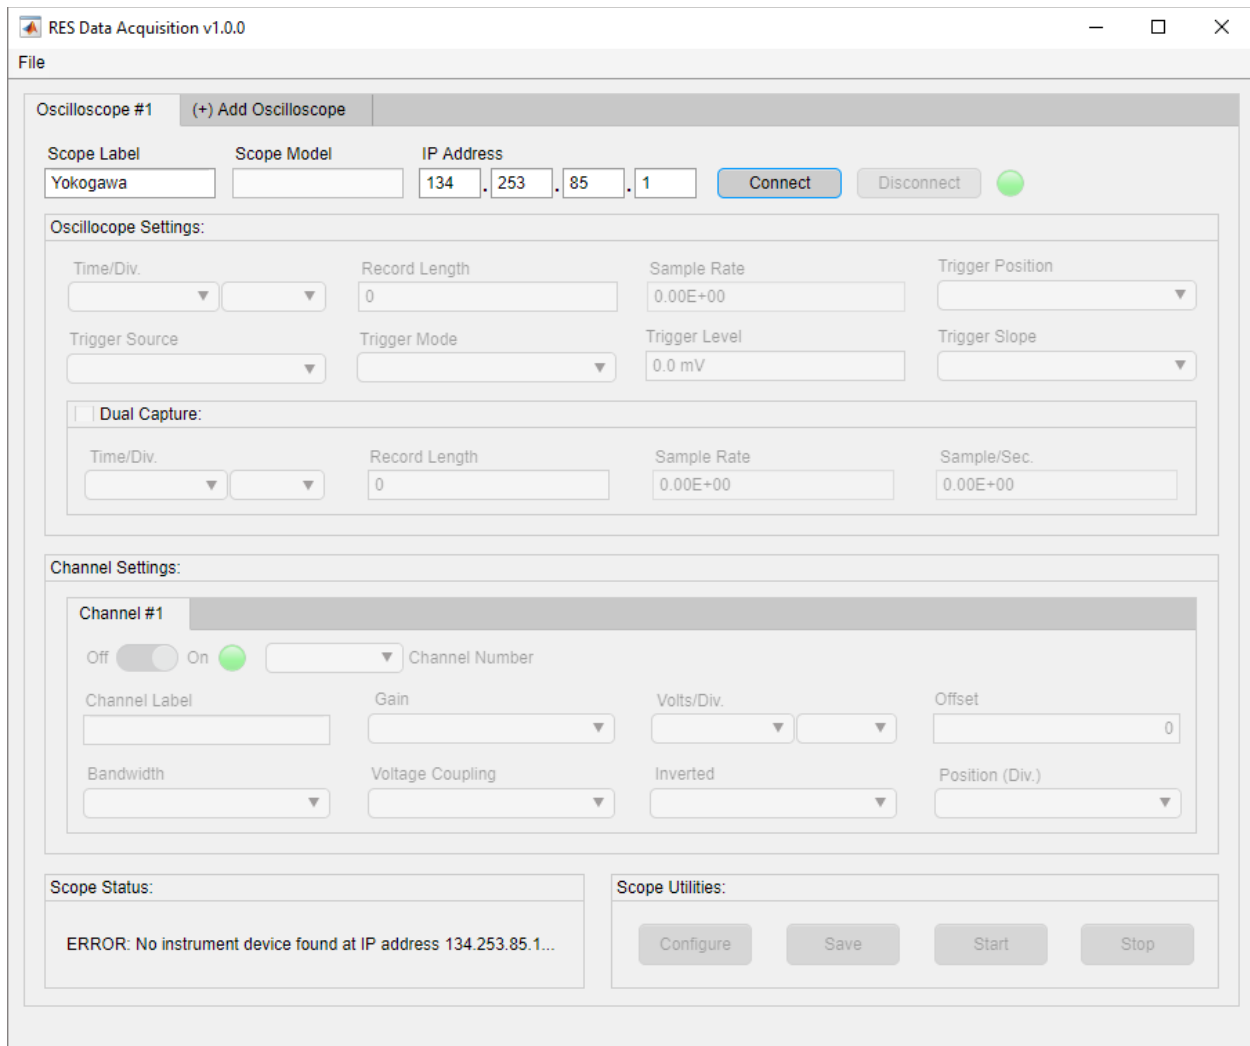 RES Data Acquisition v1.0.0
File
Oscilloscope #1 (+) Add Oscilloscope
Scope Label Scope Model IP Address
Yokogawa 134 . 253 . 85 . 1 Connect Disconnect
Oscillocope Settings:
Time/Div. Record Length Sample Rate Trigger Position
0 0.00E+00
Trigger Source Trigger Mode Trigger Level Trigger Slope
0.0 mV
Dual Capture:
Time/Div. Record Length Sample Rate Sample/Sec.
0 0.00E+00 0.00E+00
Channel Settings:
Channel #1
Off On Channel Number
Channel Label Gain Volts/Div. Offset
0
Bandwidth Voltage Coupling Inverted Position (Div.)
Scope Status: Scope Utilities:
ERROR: No instrument device found at IP address 134.253.85.1... Configure Save Start Stop